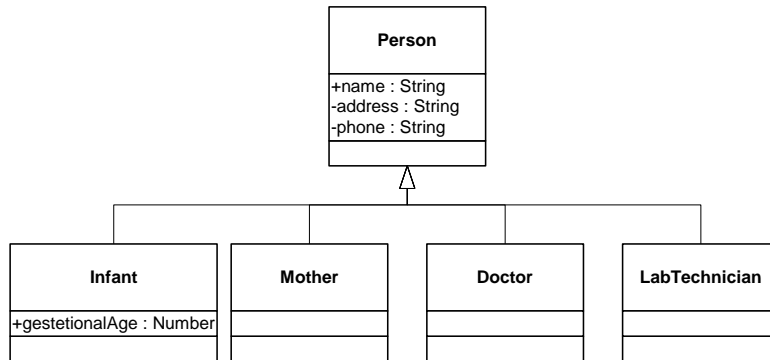 Person
+name : String
-address : String
-phone : String
Infant
Mother
Doctor
LabTechnician
+gestetionalAge : Number